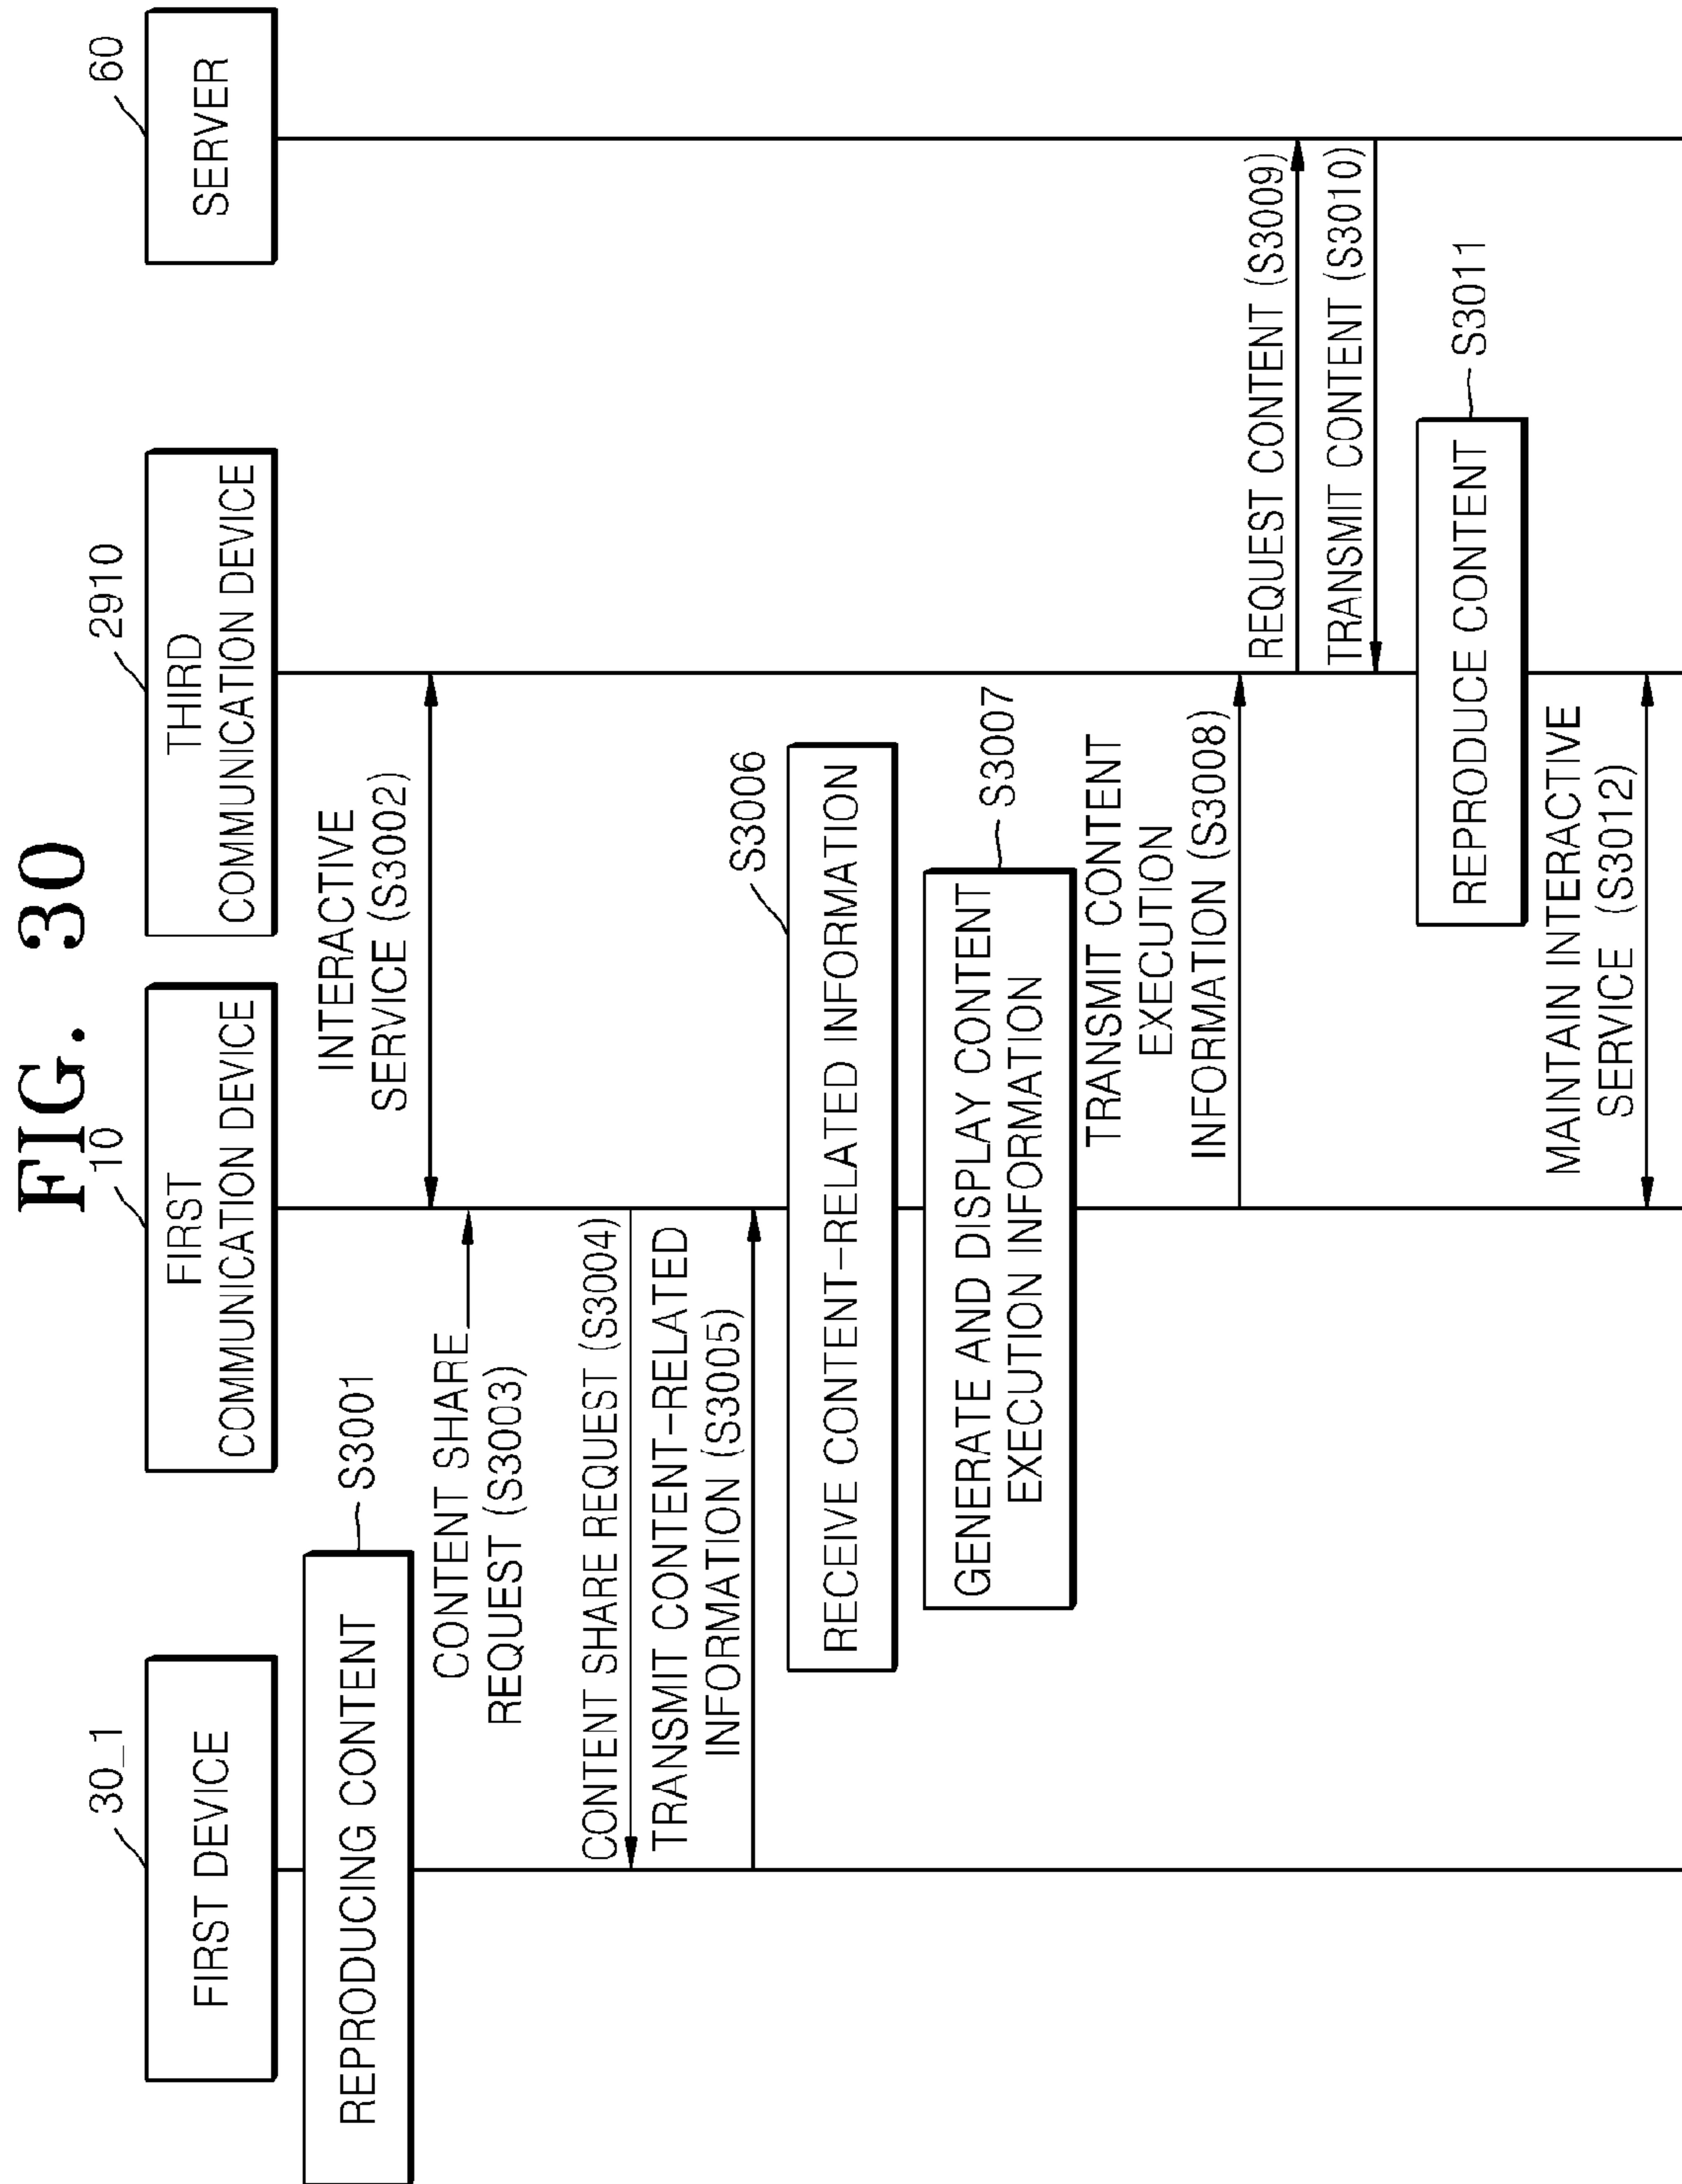 FIG. 30
30_1
10
2910
60
FIRST DEVICE
FIRST
COMMUNICATION DEVICE
THIRD
COMMUNICATION DEVICE
SERVER
REPRODUCING CONTENT
S3001
INTERACTIVE
SERVICE (S3002)
CONTENT SHARE
REQUEST (S3003)
CONTENT SHARE REQUEST (S3004)
TRANSMIT CONTENT-RELATED
INFORMATION (S3005)
S3006
RECEIVE CONTENT-RELATED INFORMATION
S3007
GENERATE AND DISPLAY CONTENT
EXECUTION INFORMATION
TRANSMIT CONTENT
EXECUTION
INFORMATION (S3008)
REQUEST CONTENT (S3009)
TRANSMIT CONTENT (S3010)
REPRODUCE CONTENT
S3011
MAINTAIN INTERACTIVE
SERVICE (S3012)